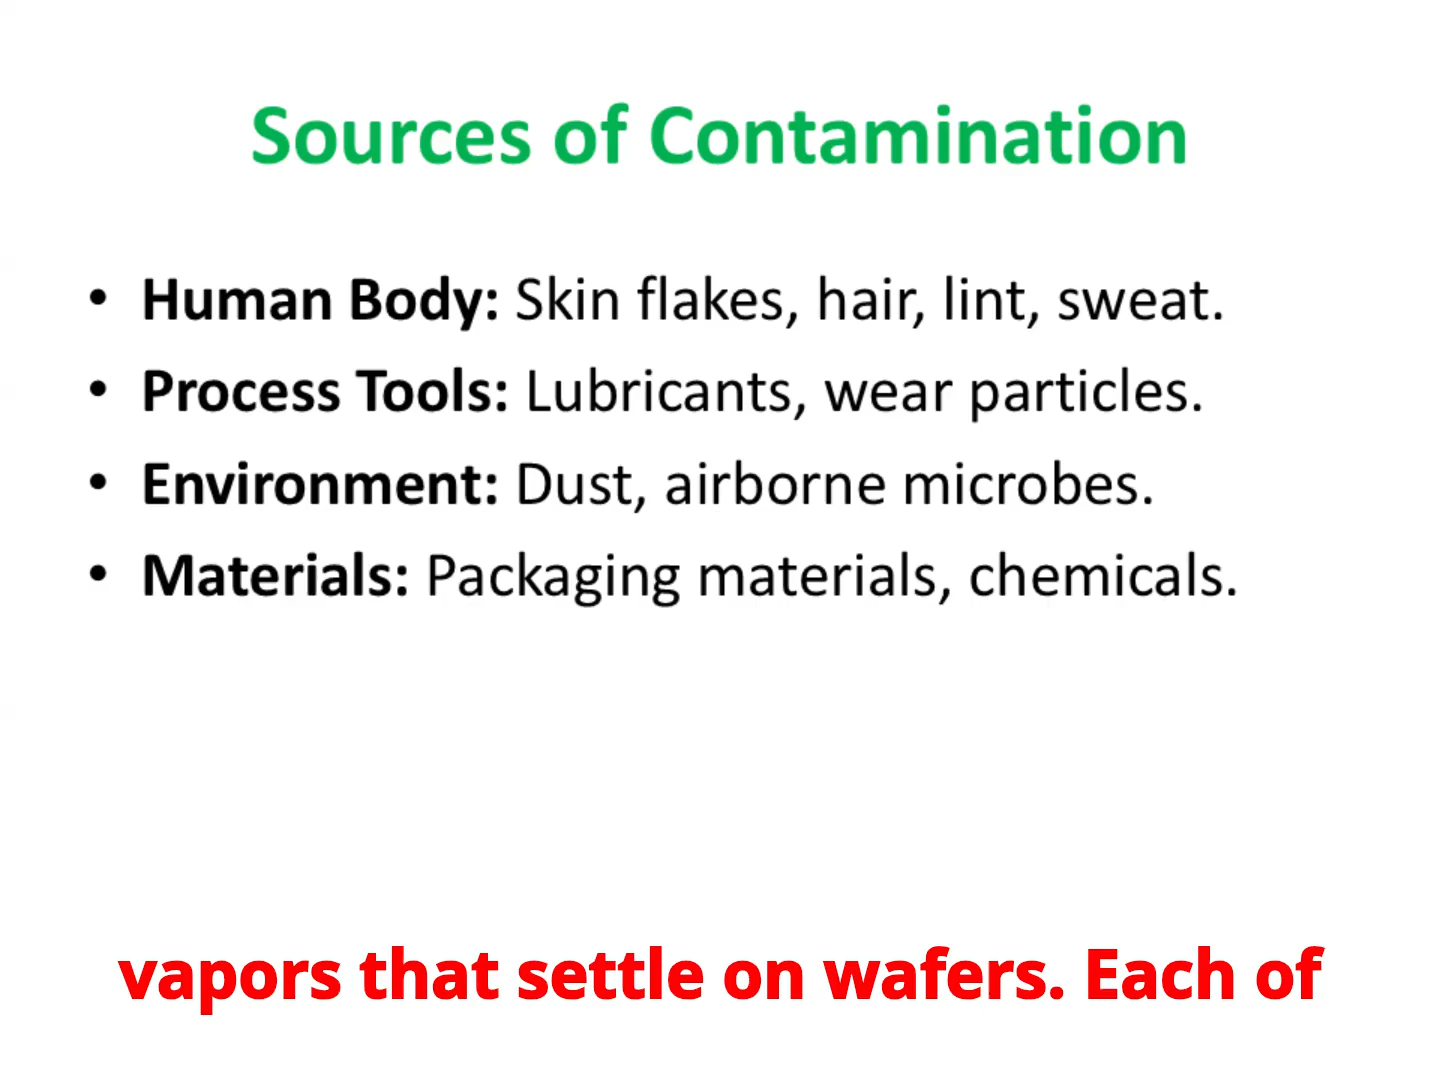 Sources of Contamination
• Human Body: Skin flakes, hair, lint, sweat.
• Process Tools: Lubricants, wear particles.
• Environment: Dust, airborne microbes.
• Materials: Packaging materials, chemicals.
vapors that settle on wafers. Each of